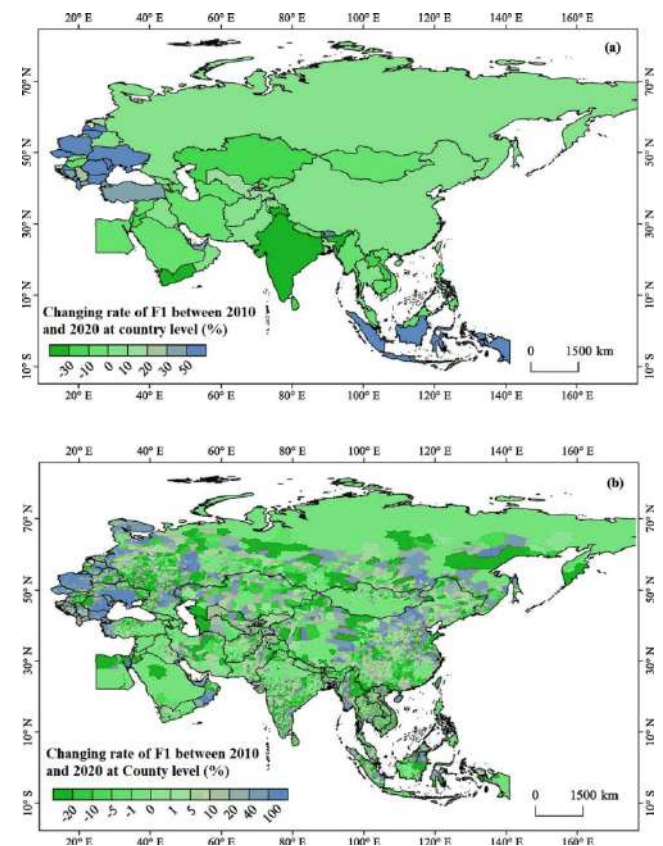 20° E 40° E 60° E 80° E 100° E 120° E 140° E 160° E
(a)
70° N
50° N
30° N
10° N
10° S
Changing rate of F1 between 2010
and 2020 at country level (%)
-30 -10 0 10 20 30 50
0 1500 km
20° E 40° E 60° E 80° E 100° E 120° E 140° E 160° E
20° E 40° E 60° E 80° E 100° E 120° E 140° E 160° E
(b)
70° N
50° N
30° N
10° N
10° S
Changing rate of F1 between 2010
and 2020 at County level (%)
-20 -10 -5 -1 0 1 5 10 20 40 100
0 1500 km
20° E 40° E 60° E 80° E 100° E 120° E 140° E 160° E